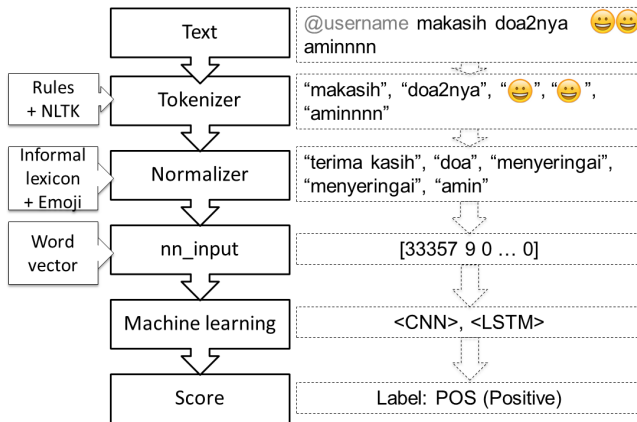 Text
@username makasih doa2nya 😀😀
aminnnn
Rules
+ NLTK
Tokenizer
“makasih”, “doa2nya”, “😀”, “😀”,
“aminnnn”
Informal
lexicon
+ Emoji
Normalizer
“terima kasih”, “doa”, “menyeringai”,
“menyeringai”, “amin”
Word
vector
nn_input
[33357 9 0 … 0]
Machine learning
<CNN>, <LSTM>
Score
Label: POS (Positive)